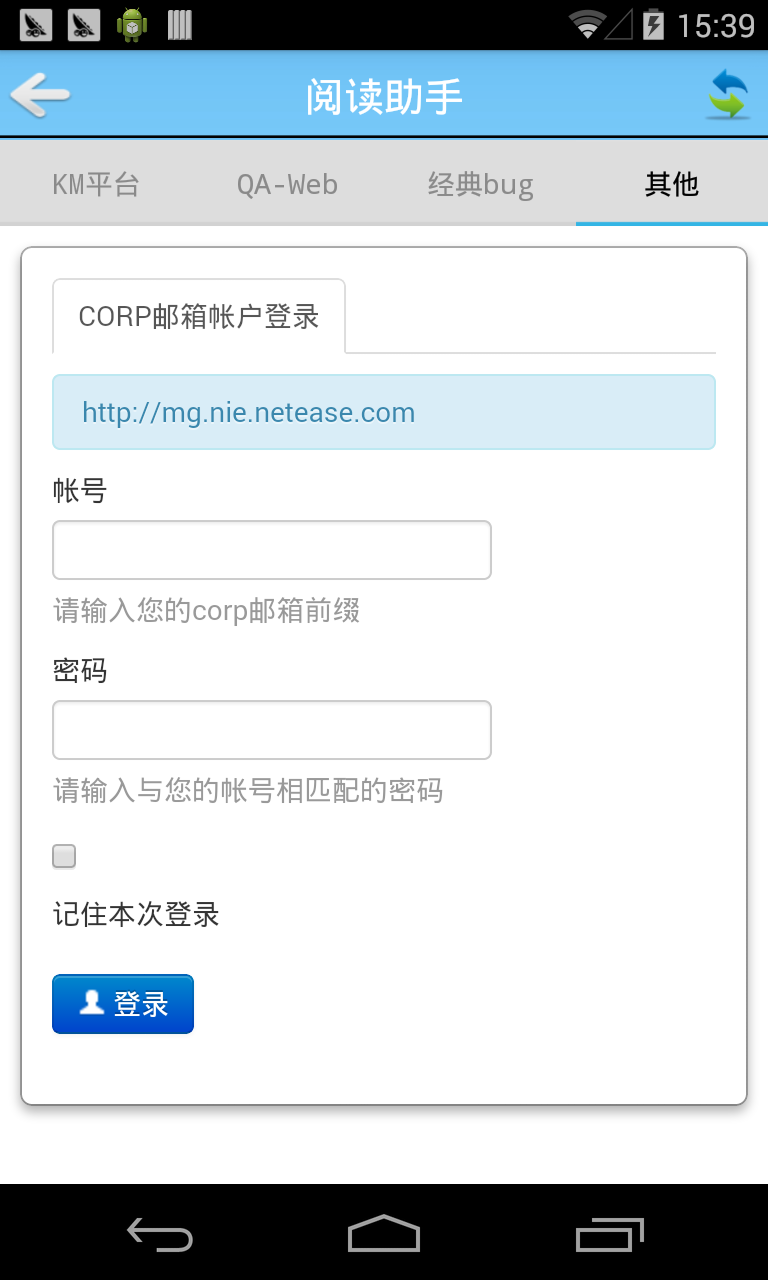 15:39
阅读助手
KM平台 QA-Web 经典bug 其他
CORP邮箱帐户登录
http://mg.nie.netease.com
帐号
请输入您的corp邮箱前缀
密码
请输入与您的帐号相匹配的密码
记住本次登录
登录